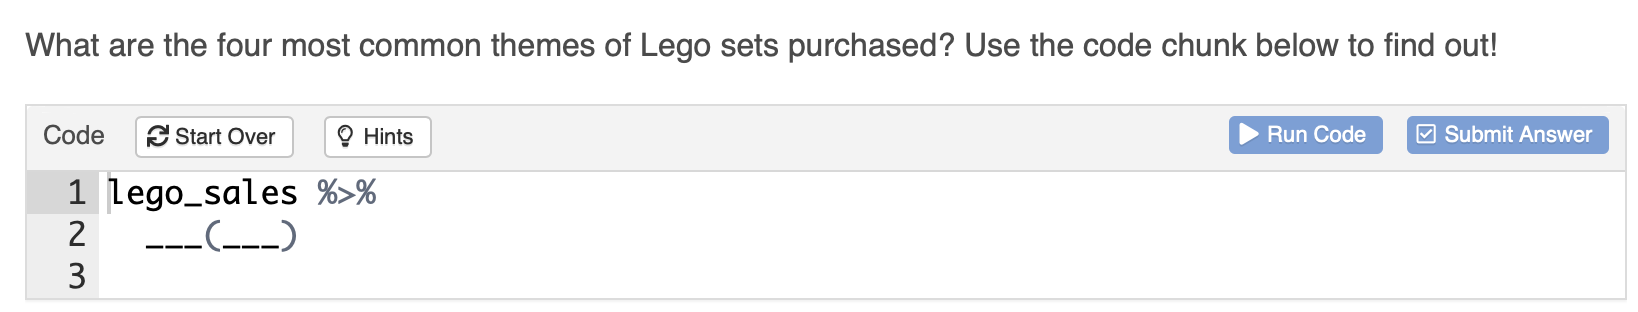 What are the four most common themes of Lego sets purchased? Use the code chunk below to find out!
Code Start Over Hints Run Code Submit Answer
1 lego_sales %>%
2   ___(___)
3